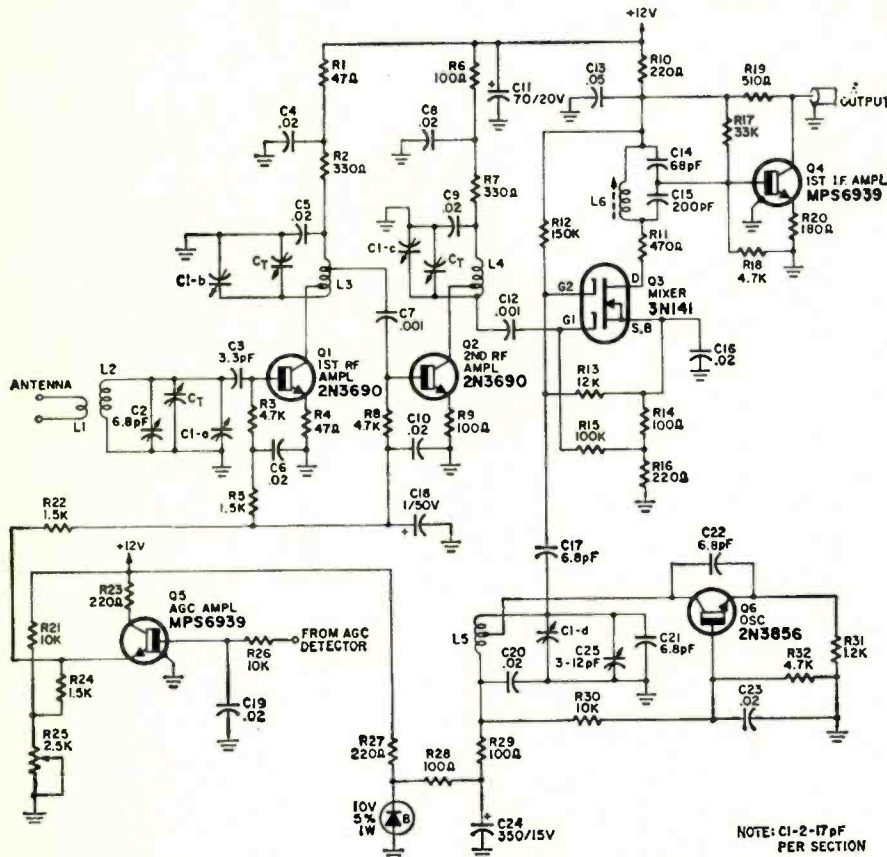 +12V
R1
47Ω
R6
100Ω
C11
70/20V
C13
.05
R10
220Ω
R19
510Ω
OUTPUT
C4
.02
C8
.02
R17
33K
R2
330Ω
R7
330Ω
C14
68pF
Q4
1ST I.F. AMPL
MPS6939
C5
.02
C9
.02
L6
C15
200pF
R12
150K
R11
470Ω
R20
180Ω
R18
4.7K
C1-b
CT
L3
C1-c
CT
L4
C7
.001
C12
.001
G2
D
G1
S,B
Q3
MIXER
3N141
C16
.02
ANTENNA
L1
L2
C2
6.8pF
CT
C1-a
C3
3.3pF
Q1
1ST RF
AMPL
2N3690
Q2
2ND RF
AMPL
2N3690
R3
4.7K
R4
47Ω
C6
.02
R8
4.7K
C10
.02
R9
100Ω
R13
12K
R15
100K
R14
100Ω
R16
220Ω
R5
1.5K
R22
1.5K
C18
1/50V
C17
6.8pF
C22
6.8pF
+12V
R23
220Ω
Q5
AGC AMPL
MPS6939
FROM AGC
DETECTOR
R21
10K
R26
10K
R24
1.5K
C19
.02
R25
2.5K
L5
C1-d
C20
.02
C25
3-12pF
C21
6.8pF
Q6
OSC
2N3856
R31
1.2K
R32
4.7K
R30
10K
C23
.02
R27
220Ω
R28
100Ω
R29
100Ω
10V
5%
1W
B
C24
350/15V
NOTE: C1-2-17pF
PER SECTION